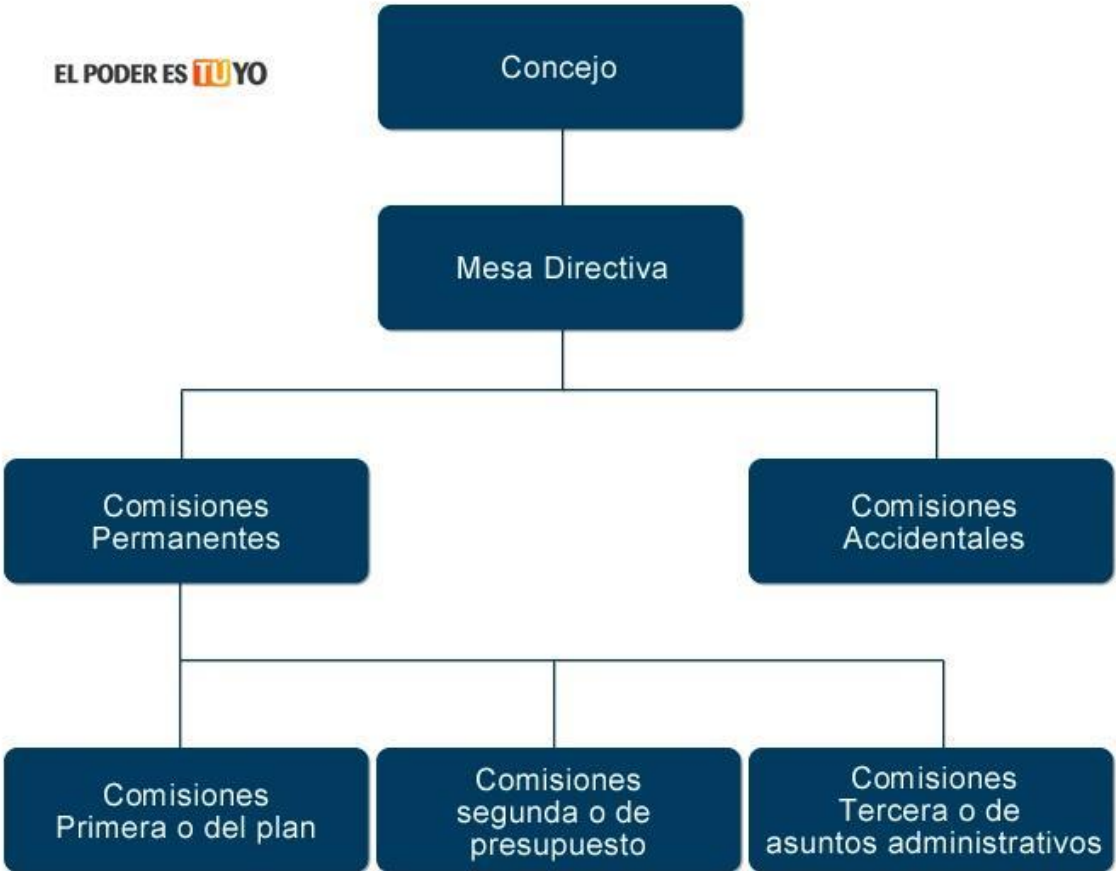 EL PODER ES TU YO
Concejo
Mesa Directiva
Comisiones
Permanentes
Comisiones
Accidentales
Comisiones
Primera o del plan
Comisiones
segunda o de
presupuesto
Comisiones
Tercera o de
asuntos administrativos